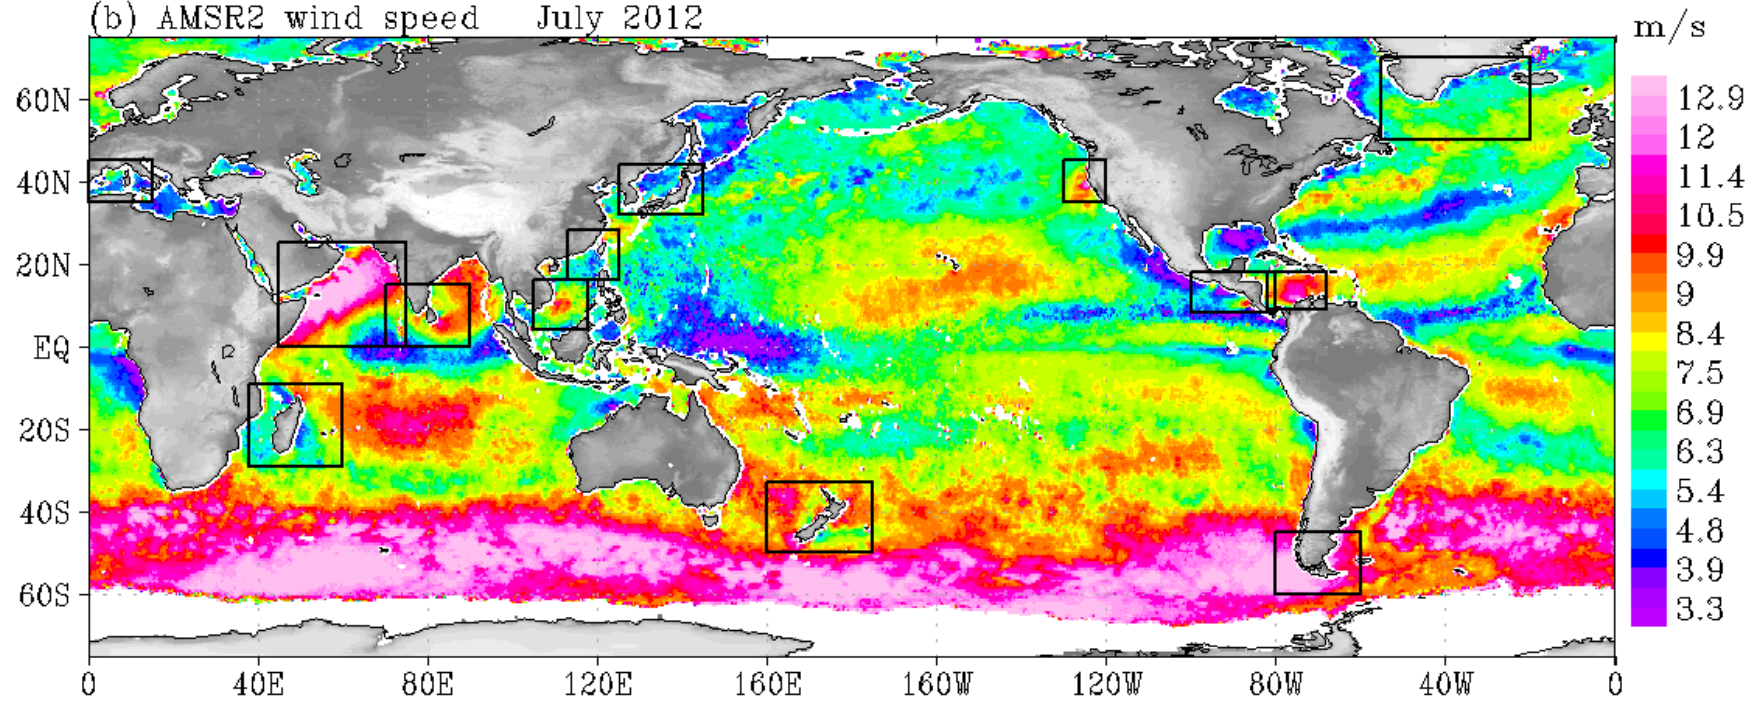 (b) AMSR2 wind speed July 2012
m/s
60N
40N
20N
EQ
20S
40S
60S
0 40E 80E 120E 160E 160W 120W 80W 40W 0
12.9
12
11.4
10.5
9.9
9
8.4
7.5
6.9
6.3
5.4
4.8
3.9
3.3